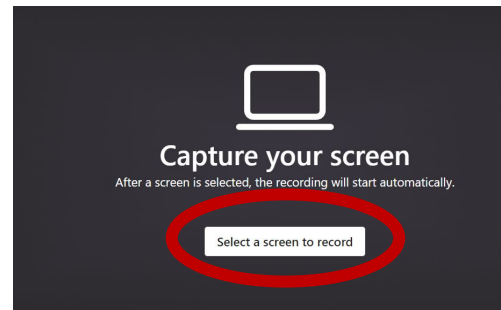 Capture your screen
After a screen is selected, the recording will start automatically.
Select a screen to record